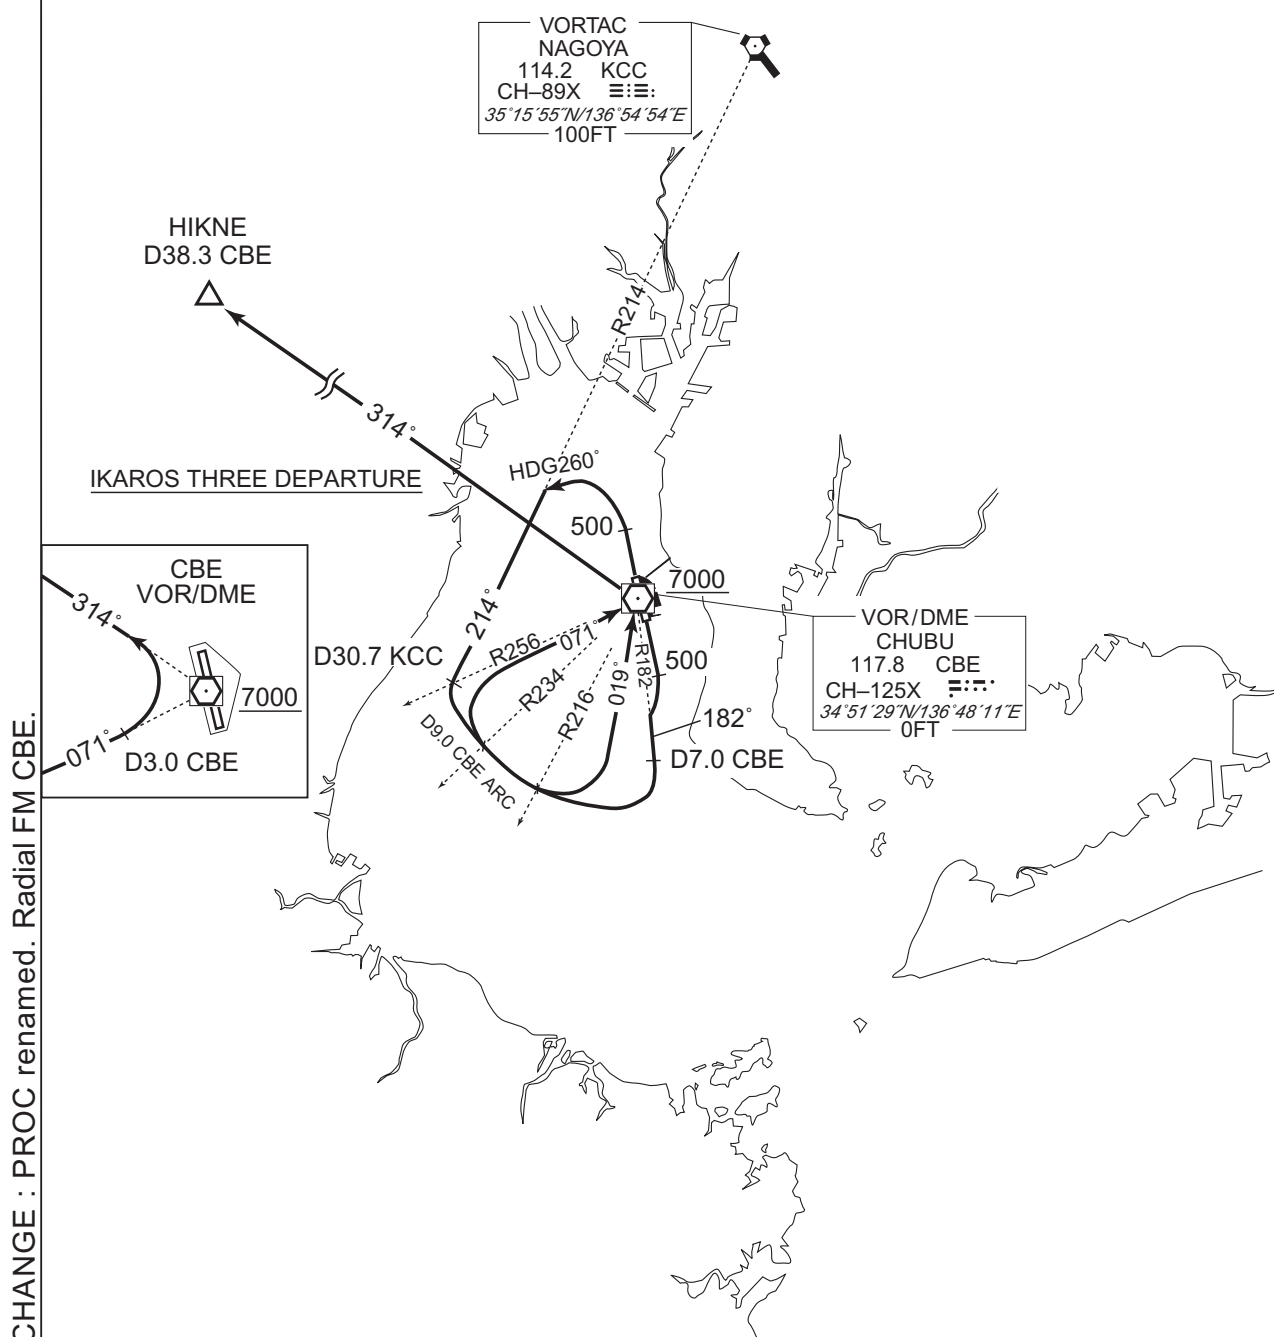 VORTAC
NAGOYA
114.2 KCC
CH–89X
35°15´55˝N/136°54´54˝E
100FT
HIKNE
D38.3 CBE
R214
314°
HDG260°
IKAROS THREE DEPARTURE
500
7000
CBE
VOR/DME
314°
7000
071°
D3.0 CBE
VOR/DME
CHUBU
117.8 CBE
CH–125X
34°51´29˝N/136°48´11˝E
0FT
214°
D30.7 KCC
R256
071°
R234
R216
019°
R182
500
182°
D7.0 CBE
D9.0 CBE ARC
CHANGE : PROC renamed. Radial FM CBE.